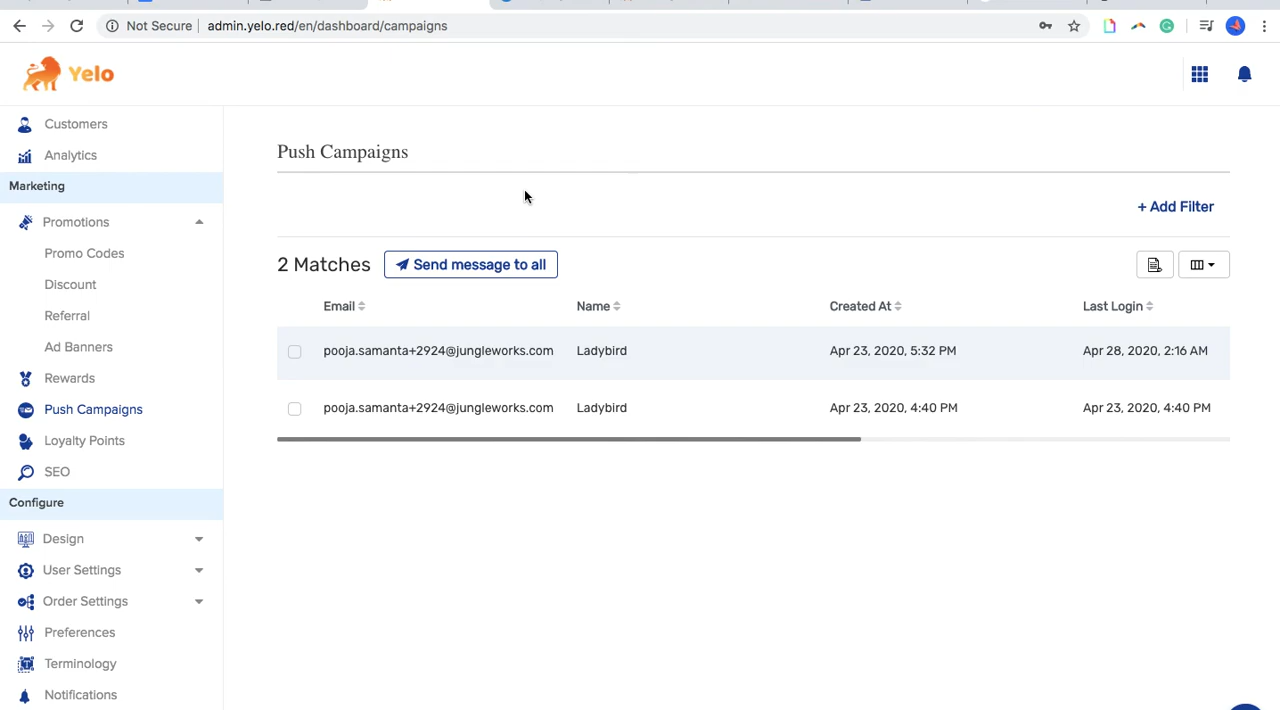 Not Secure admin.yelo.red/en/dashboard/campaigns
Yelo
Customers
Analytics
Marketing
Promotions
Promo Codes
Discount
Referral
Ad Banners
Rewards
Push Campaigns
Loyalty Points
SEO
Configure
Design
User Settings
Order Settings
Preferences
Terminology
Notifications
Push Campaigns
+ Add Filter
2 Matches Send message to all
Email Name Created At Last Login
pooja.samanta+2924@jungleworks.com Ladybird Apr 23, 2020, 5:32 PM Apr 28, 2020, 2:16 AM
pooja.samanta+2924@jungleworks.com Ladybird Apr 23, 2020, 4:40 PM Apr 23, 2020, 4:40 PM